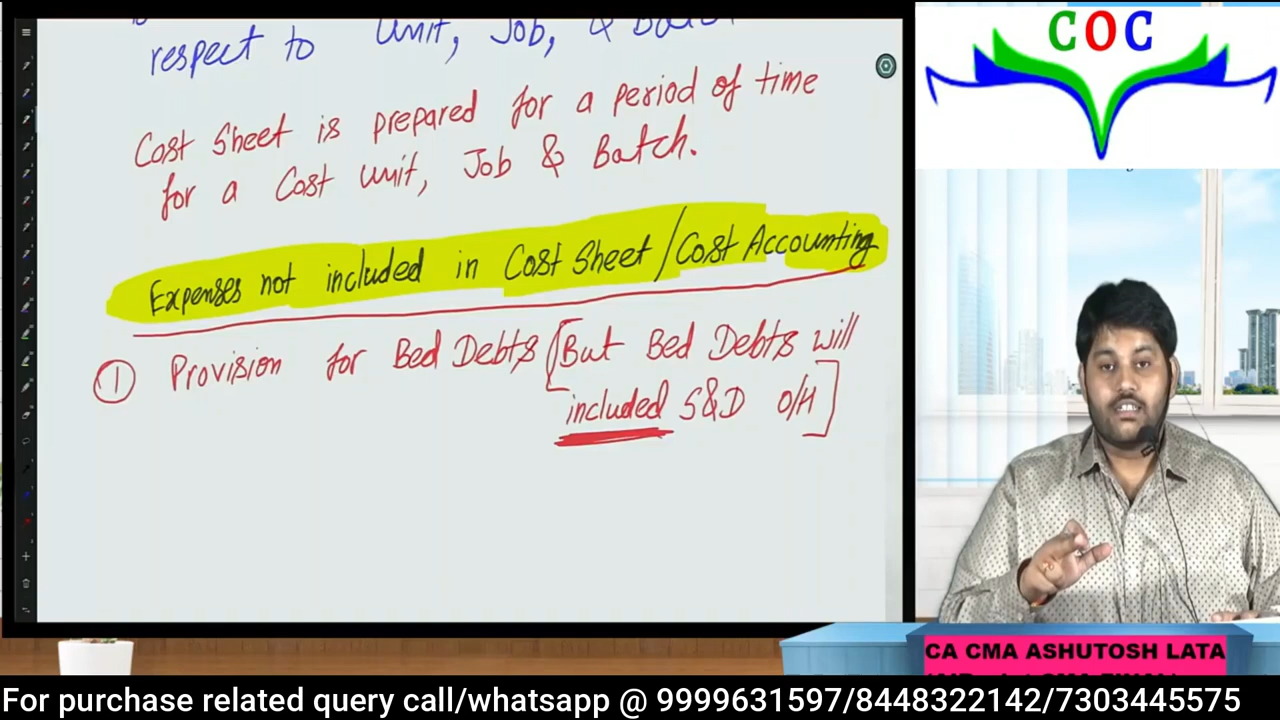 respect to Unit, Job, &
Cost Sheet is prepared for a period of time
for a Cost unit, Job & Batch.
Expenses not included in Cost Sheet/Cost Accounting
① Provision for Bed Debts [But Bed Debts will
included S&D O/H]
COC
CA CMA ASHUTOSH LATA
For purchase related query call/whatsapp @ 9999631597/8448322142/7303445575